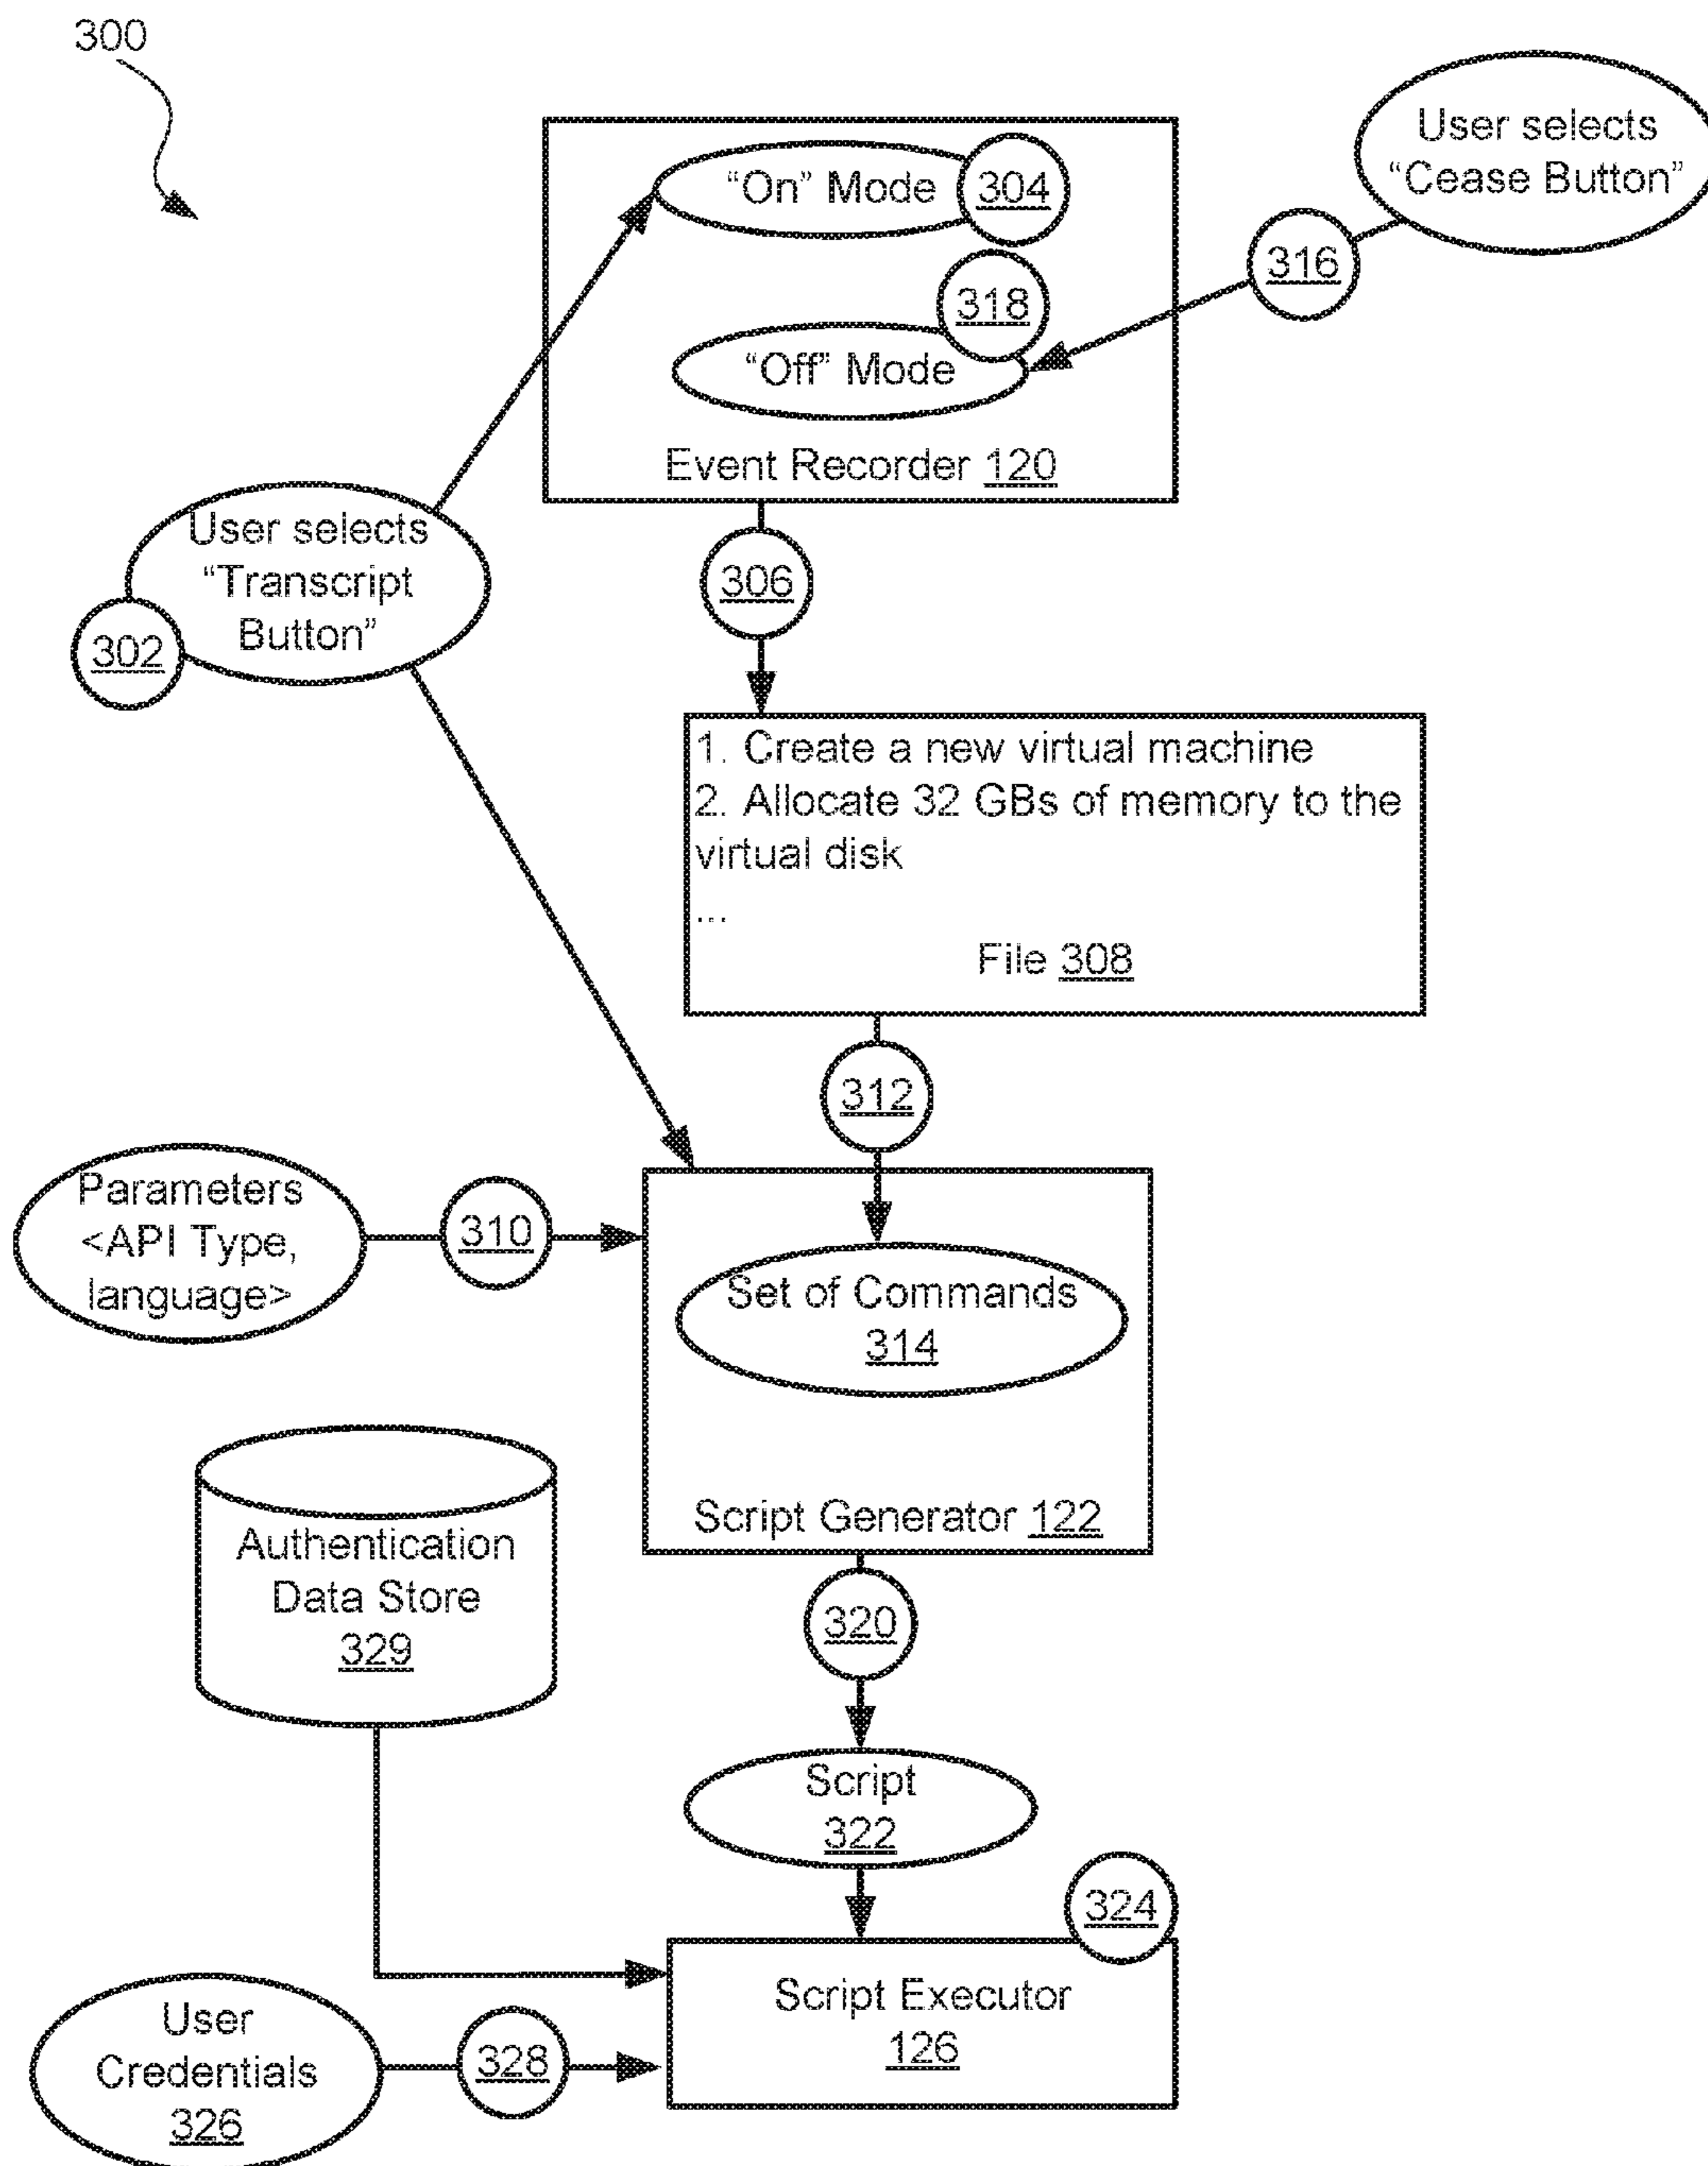 300
User selects
“Cease Button”
“On” Mode
304
316
318
“Off” Mode
Event Recorder 120
User selects
“Transcript
Button”
302
306
1. Create a new virtual machine
2. Allocate 32 GBs of memory to the
virtual disk
...
File 308
312
Parameters
<API Type,
language>
310
Set of Commands
314
Script Generator 122
Authentication
Data Store
329
320
Script
322
324
Script Executor
126
User
Credentials
326
328